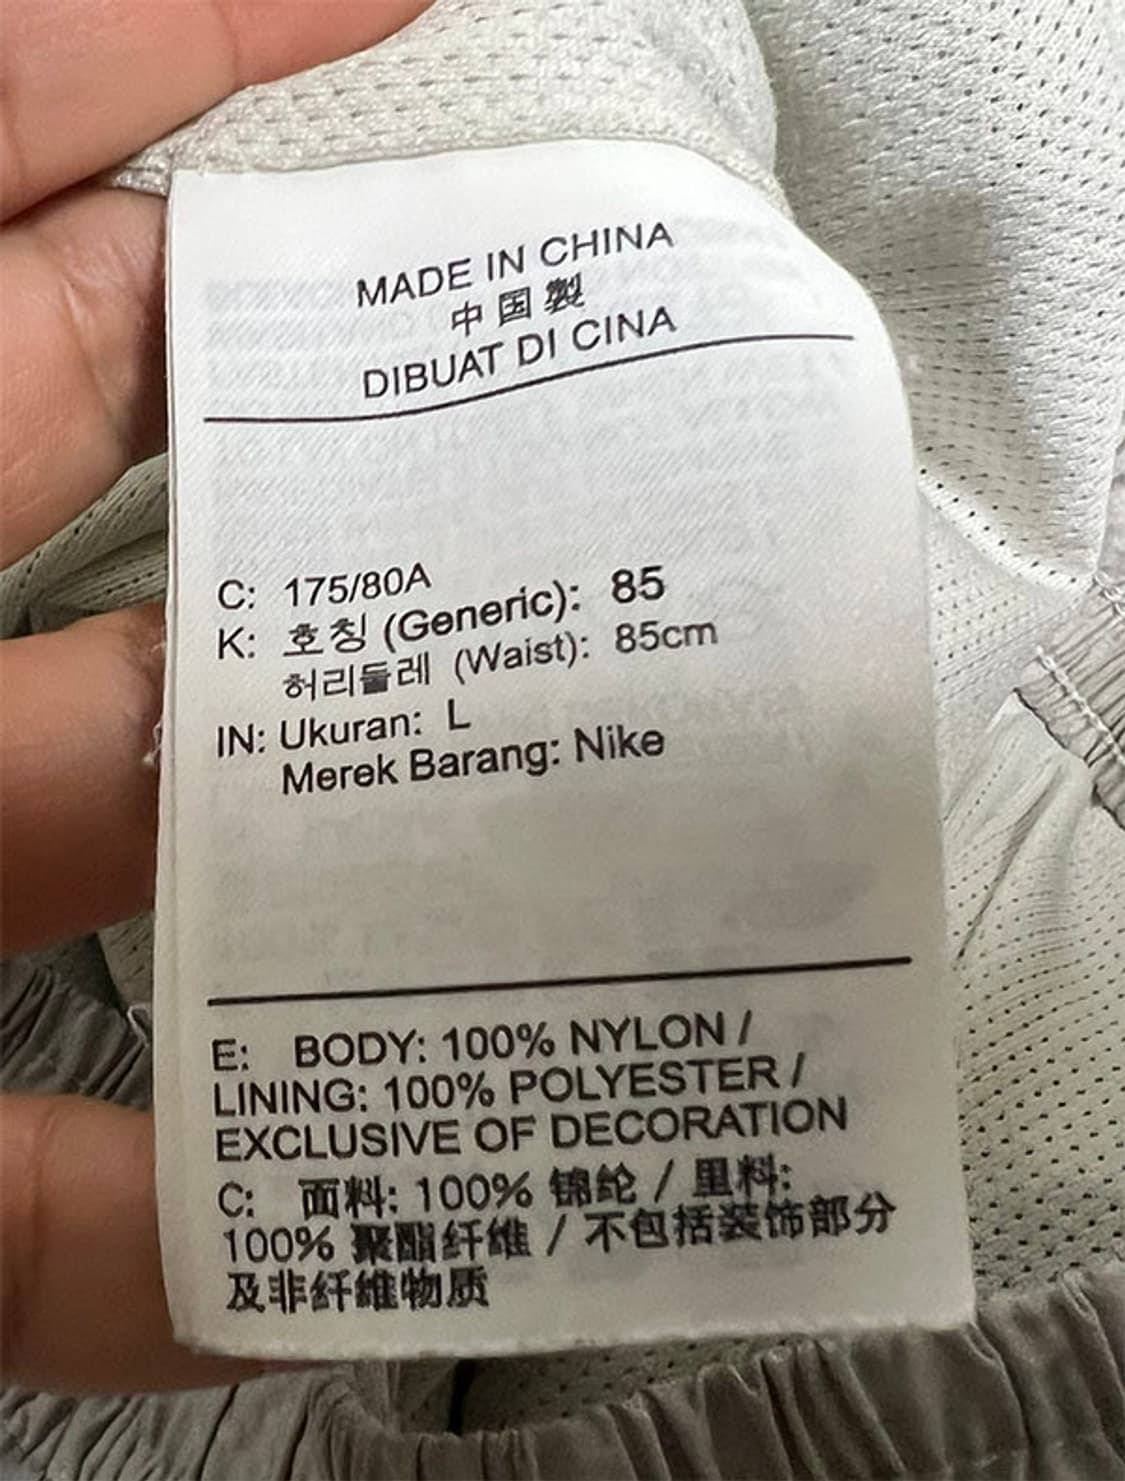 MADE IN CHINA
中国製
DIBUAT DI CINA
C: 175/80A
K: 호칭 (Generic): 85
허리둘레 (Waist): 85cm
IN: Ukuran: L
Merek Barang: Nike
E: BODY: 100% NYLON /
LINING: 100% POLYESTER /
EXCLUSIVE OF DECORATION
C: 面料: 100% 锦纶 / 里料:
100% 聚酯纤维 / 不包括装饰部分
及非纤维物质